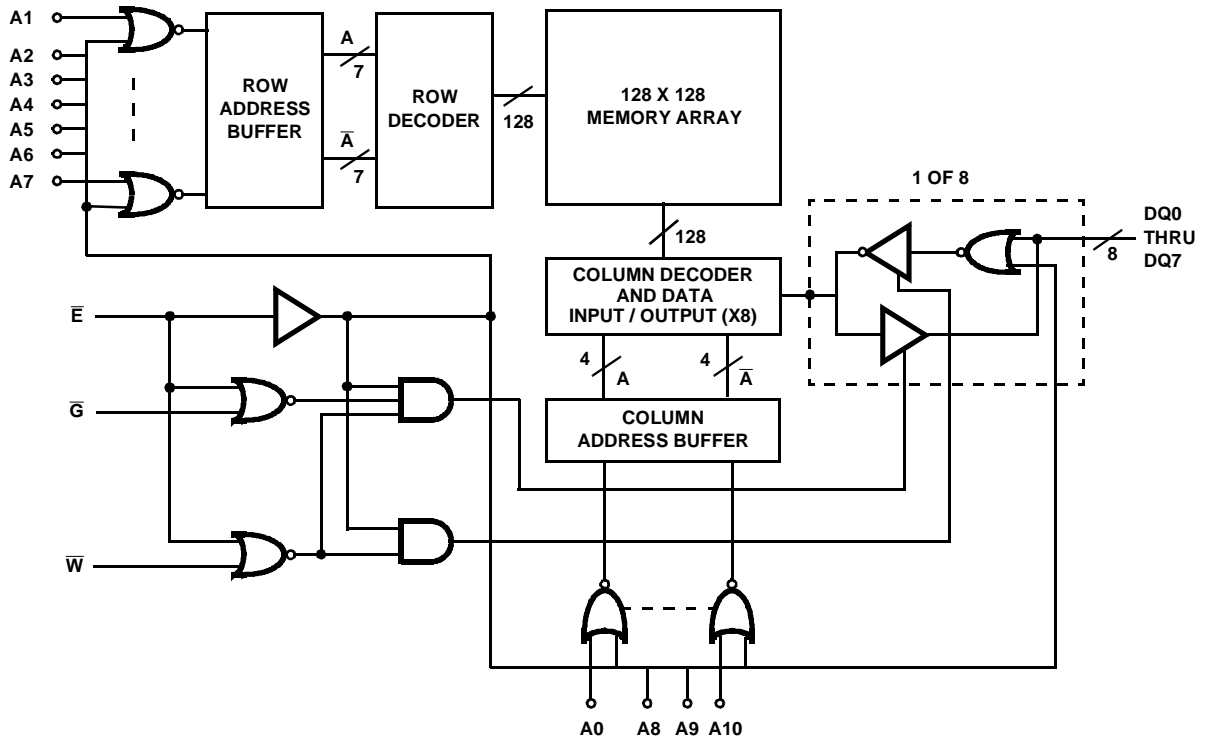 A1
A2
A3
A4
A5
A6
A7
ROW
ADDRESS
BUFFER
A
7
A̅
7
ROW
DECODER
128
128 X 128
MEMORY ARRAY
128
1 OF 8
DQ0
THRU
DQ7
8
COLUMN DECODER
AND DATA
INPUT / OUTPUT (X8)
4
A
4
A̅
COLUMN
ADDRESS BUFFER
E̅
G̅
W̅
A0
A8
A9
A10